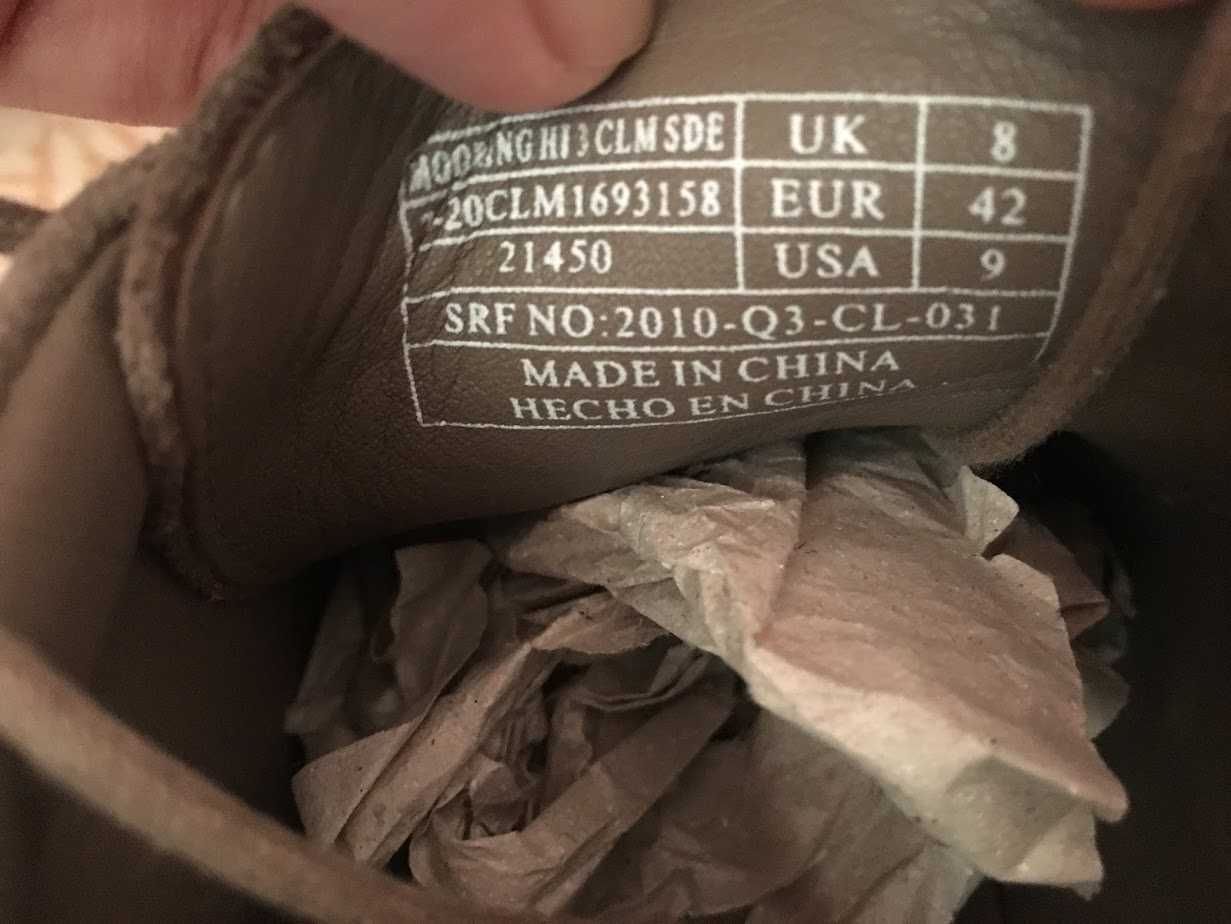 MOORING HI 3 CLM SDE UK 8
-20CLM1693158 EUR 42
21450 USA 9
SRF NO:2010-Q3-CL-031
MADE IN CHINA
HECHO EN CHINA